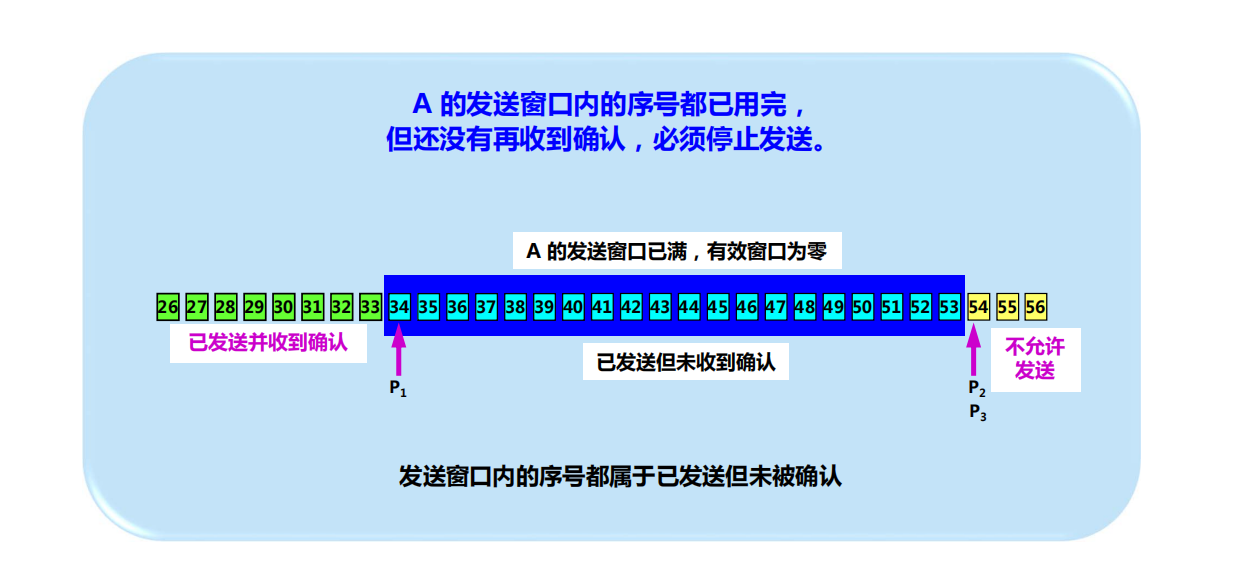 A 的发送窗口内的序号都已用完，
但还没有再收到确认，必须停止发送。
A 的发送窗口已满，有效窗口为零
26 27 28 29 30 31 32 33 34 35 36 37 38 39 40 41 42 43 44 45 46 47 48 49 50 51 52 53 54 55 56
已发送并收到确认
已发送但未收到确认
不允许
发送
P1
P2
P3
发送窗口内的序号都属于已发送但未被确认